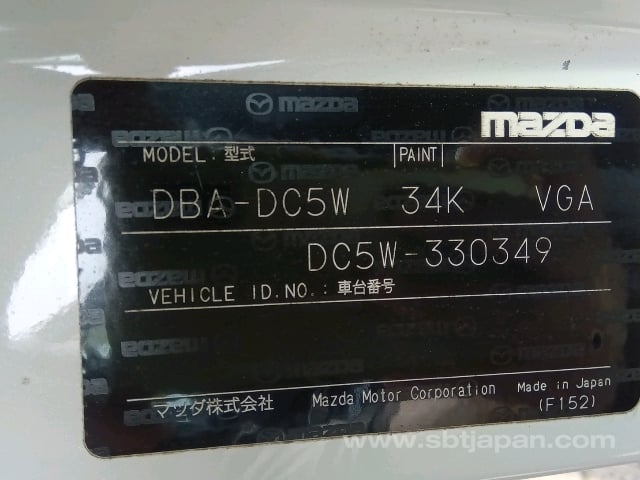 mazda
mazda
MODEL : 型式 PAINT
DBA-DC5W 34K VGA
DC5W-330349
VEHICLE ID.NO. : 車台番号
マツダ株式会社 Mazda Motor Corporation Made in Japan
(F152)
www.sbtjapan.com